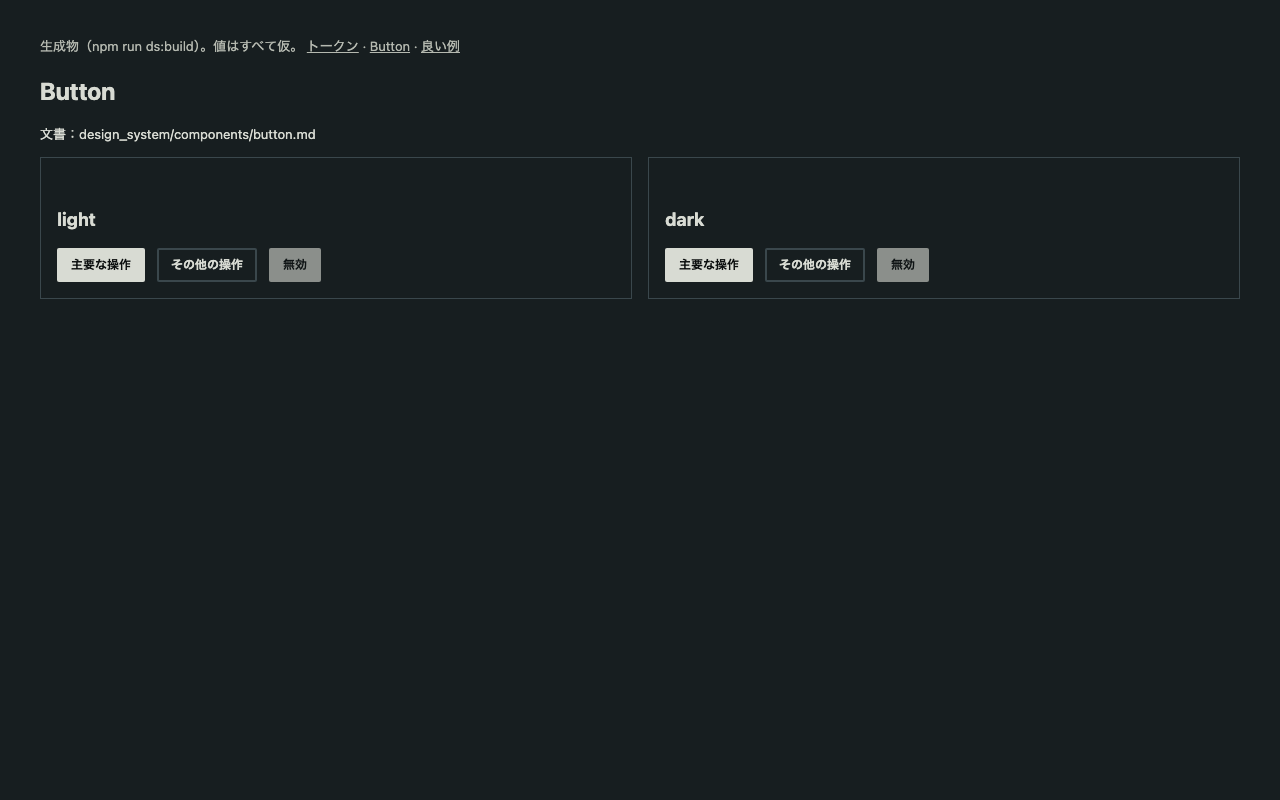 生成物（npm run ds:build）。値はすべて仮。 トークン · Button · 良い例
Button
文書：design_system/components/button.md
light
主要な操作 その他の操作 無効
dark
主要な操作 その他の操作 無効